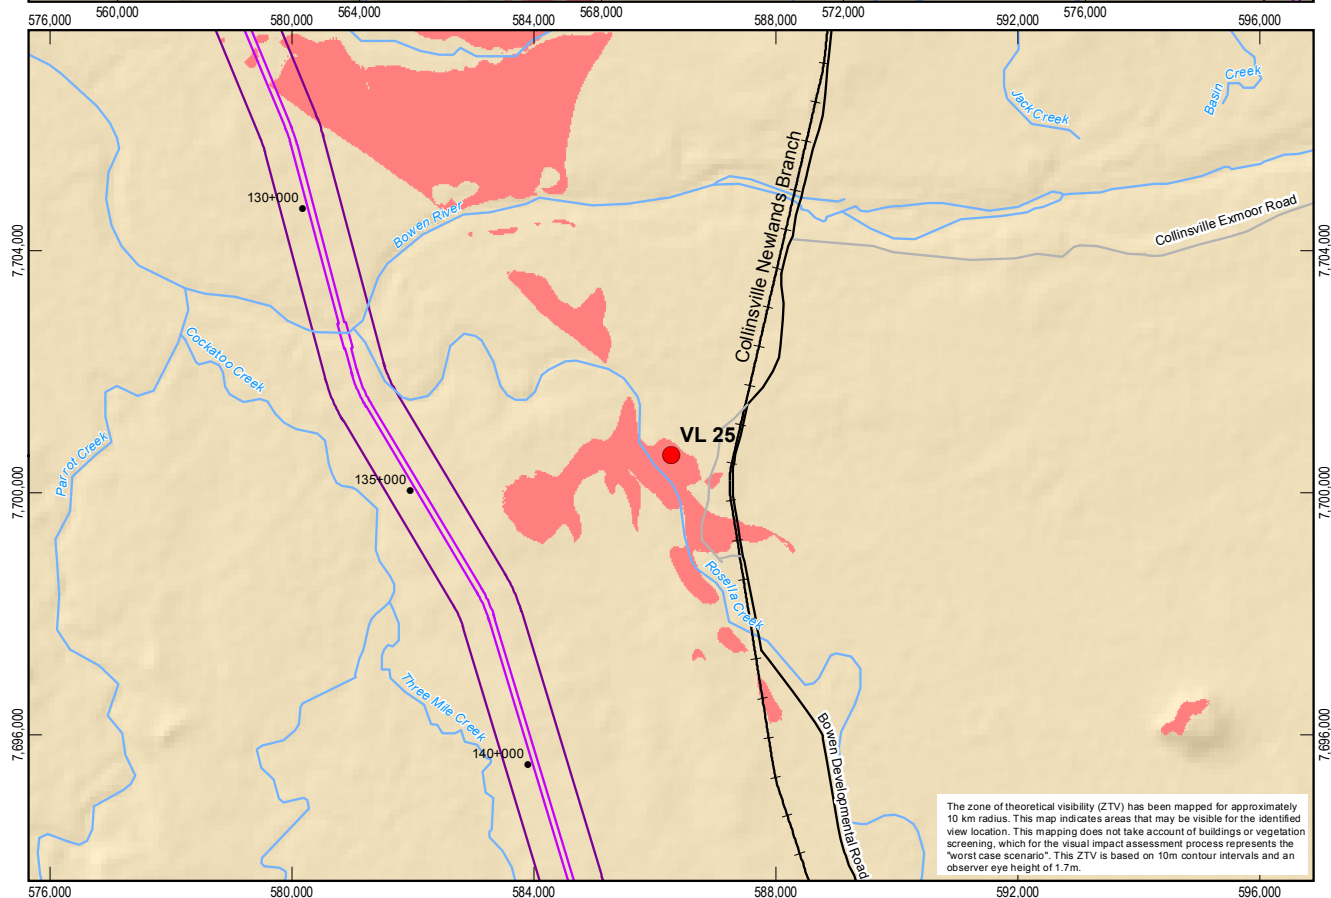 560,000 564,000 568,000 572,000 576,000
576,000 580,000 584,000 588,000 592,000 596,000
Jack Creek
Basin Creek
Collinsville Newlands Branch
130+000
Bowen River
Collinsville Exmoor Road
7,704,000
7,704,000
Cockatoo Creek
VL 25
Parrot Creek
135+000
7,700,000
7,700,000
Rosella Creek
Three Mile Creek
7,696,000
7,696,000
140+000
Bowen Developmental Road
The zone of theoretical visibility (ZTV) has been mapped for approximately
10 km radius. This map indicates areas that may be visible for the identified
view location. This mapping does not take account of buildings or vegetation
screening, which for the visual impact assessment process represents the
"worst case scenario". This ZTV is based on 10m contour intervals and an
observer eye height of 1.7m.
576,000 580,000 584,000 588,000 592,000 596,000